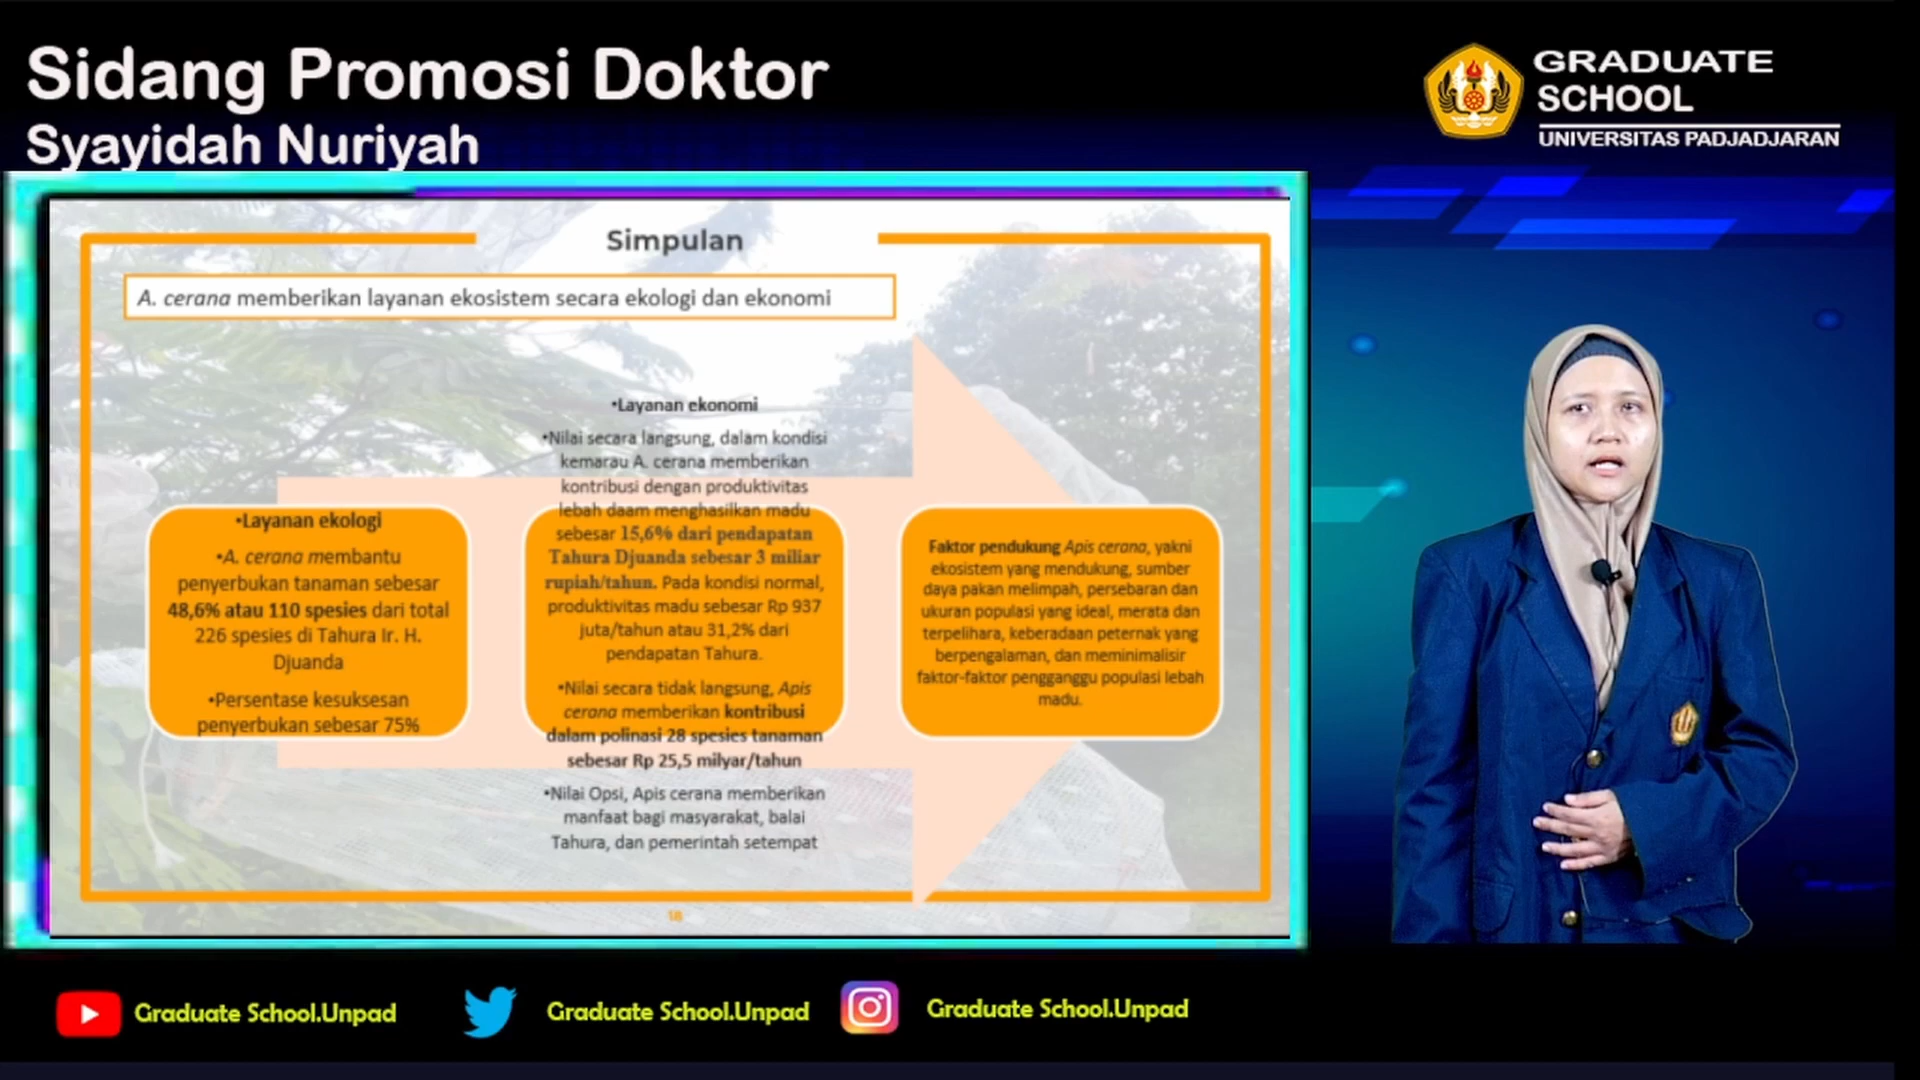 Sidang Promosi Doktor
Syayidah Nuriyah
GRADUATE
SCHOOL
UNIVERSITAS PADJADJARAN
Simpulan
A. cerana memberikan layanan ekosistem secara ekologi dan ekonomi
•Layanan ekologi
•A. cerana membantu
penyerbukan tanaman sebesar
48,6% atau 110 spesies dari total
226 spesies di Tahura Ir. H.
Djuanda
•Persentase kesuksesan
penyerbukan sebesar 75%
•Layanan ekonomi
•Nilai secara langsung, dalam kondisi
kemarau A. cerana memberikan
kontribusi dengan produktivitas
lebah daam menghasilkan madu
sebesar 15,6% dari pendapatan
Tahura Djuanda sebesar 3 miliar
rupiah/tahun. Pada kondisi normal,
produktivitas madu sebesar Rp 937
juta/tahun atau 31,2% dari
pendapatan Tahura.
•Nilai secara tidak langsung, Apis
cerana memberikan kontribusi
dalam polinasi 28 spesies tanaman
sebesar Rp 25,5 milyar/tahun
•Nilai Opsi, Apis cerana memberikan
manfaat bagi masyarakat, balai
Tahura, dan pemerintah setempat
Faktor pendukung Apis cerana, yakni
ekosistem yang mendukung, sumber
daya pakan melimpah, persebaran dan
ukuran populasi yang ideal, merata dan
terpelihara, keberadaan peternak yang
berpengalaman, dan meminimalisir
faktor-faktor pengganggu populasi lebah
madu.
18
Graduate School.Unpad
Graduate School.Unpad
Graduate School.Unpad